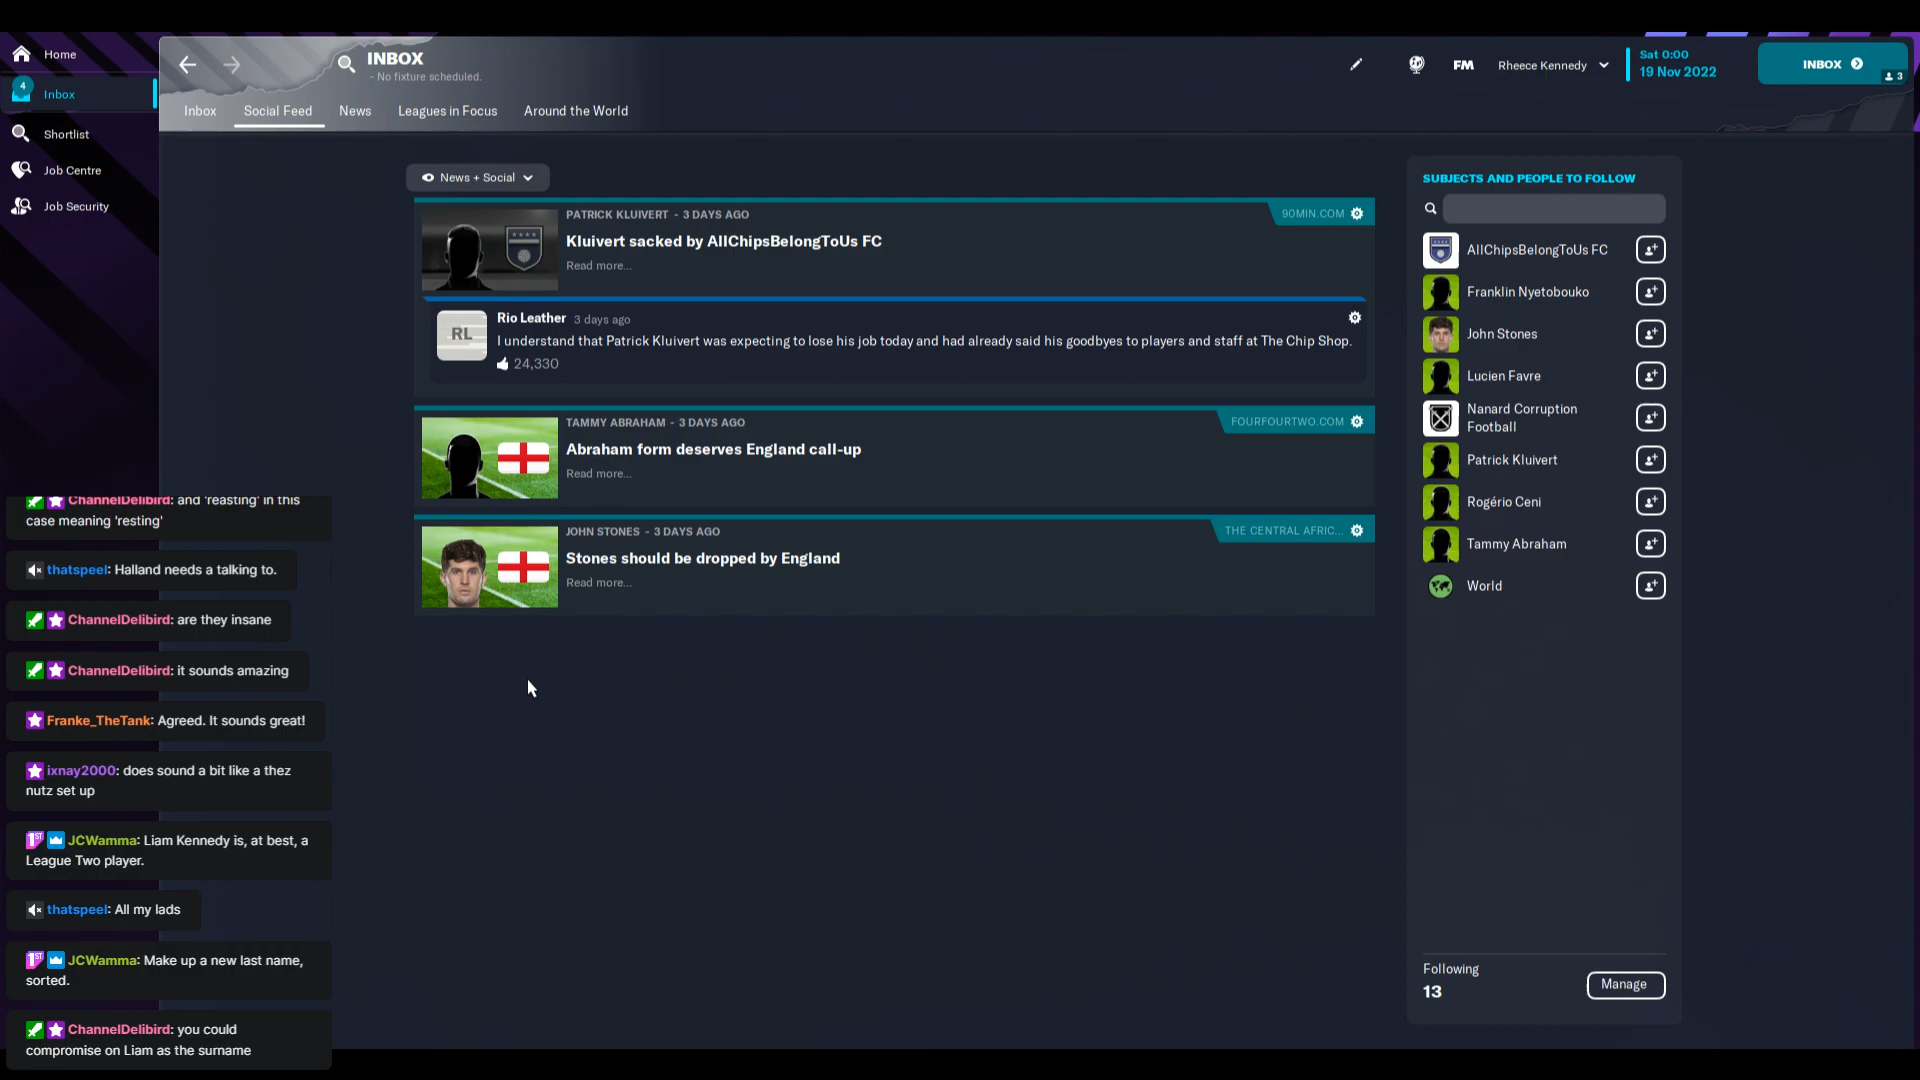 Home
4
Inbox
Shortlist
Job Centre
Job Security
INBOX
- No fixture scheduled.
FM
Rheece Kennedy
Sat 0:00
19 Nov 2022
INBOX
3
Inbox
Social Feed
News
Leagues in Focus
Around the World
News + Social
PATRICK KLUIVERT - 3 DAYS AGO
90MIN.COM
Kluivert sacked by AllChipsBelongToUs FC
Read more...
RL
Rio Leather 3 days ago
I understand that Patrick Kluivert was expecting to lose his job today and had already said his goodbyes to players and staff at The Chip Shop.
24,330
TAMMY ABRAHAM - 3 DAYS AGO
FOURFOURTWO.COM
Abraham form deserves England call-up
Read more...
JOHN STONES - 3 DAYS AGO
THE CENTRAL AFRIC...
Stones should be dropped by England
Read more...
SUBJECTS AND PEOPLE TO FOLLOW
AllChipsBelongToUs FC
Franklin Nyetobouko
John Stones
Lucien Favre
Nanard Corruption
Football
Patrick Kluivert
Rogério Ceni
Tammy Abraham
World
Following
13
Manage
ChannelDelibird: and 'reasting' in this
case meaning 'resting'
thatspeel: Halland needs a talking to.
ChannelDelibird: are they insane
ChannelDelibird: it sounds amazing
Franke_TheTank: Agreed. It sounds great!
ixnay2000: does sound a bit like a thez
nutz set up
1ST JCWamma: Liam Kennedy is, at best, a
League Two player.
thatspeel: All my lads
1ST JCWamma: Make up a new last name,
sorted.
ChannelDelibird: you could
compromise on Liam as the surname